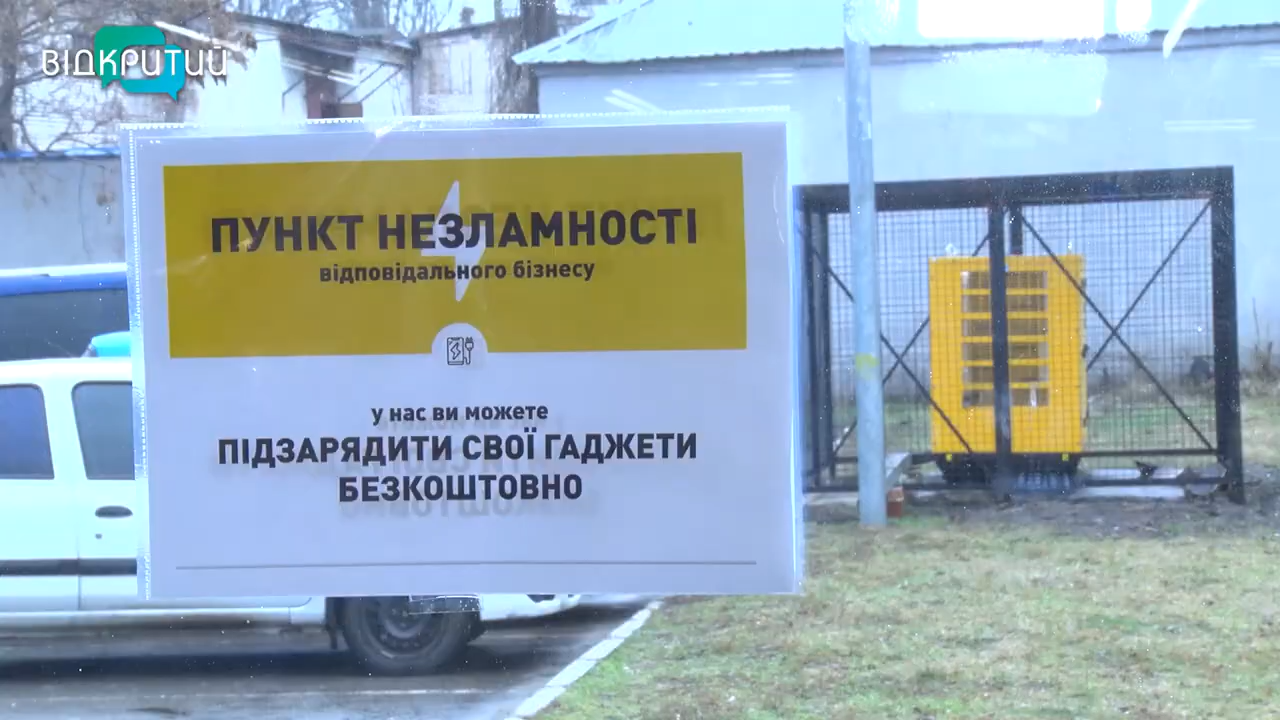 ВІДКРИТИЙ
ПУНКТ НЕЗЛАМНОСТІ
відповідального бізнесу
у нас ви можете
ПІДЗАРЯДИТИ СВОЇ ГАДЖЕТИ
БЕЗКОШТОВНО